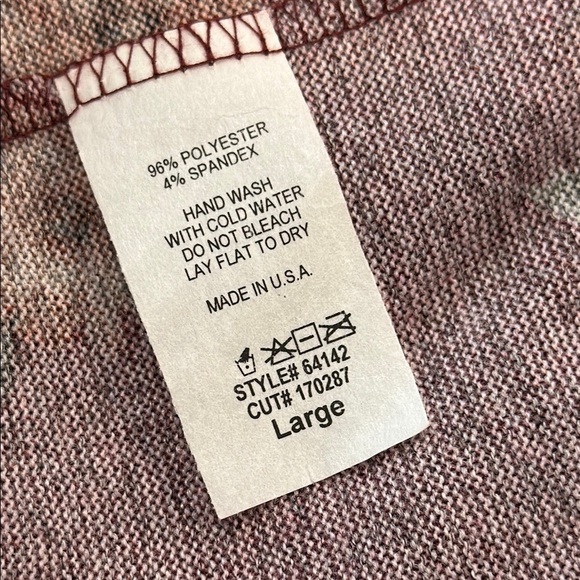 96% POLYESTER
4% SPANDEX
HAND WASH
WITH COLD WATER
DO NOT BLEACH
LAY FLAT TO DRY
MADE IN U.S.A.
STYLE# 64142
CUT# 170287
Large